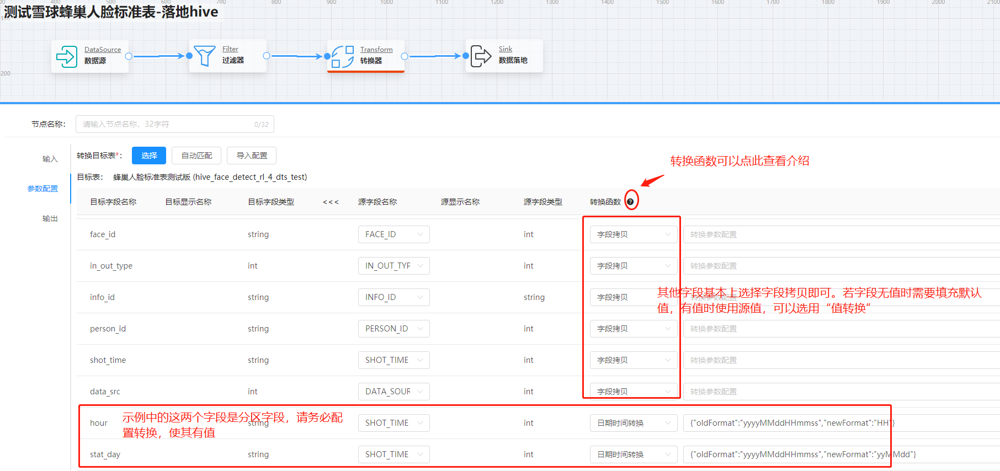 400 500 600 700 800 900 1000 1100 1200 1300 1400 1500 1600 1700 1800 1900 2000 2100
测试雪球蜂巢人脸标准表-落地hive
100
DataSource
数据源
Filter
过滤器
Transform
转换器
Sink
数据落地
200
节点名称： 请输入节点名称，32字符 0/32
输入
参数配置
输出
转换目标表*： 选择 自动匹配 导入配置
转换函数可以点此查看介绍
目标表： 蜂巢人脸标准表测试版 (hive_face_detect_rl_4_dts_test)
目标字段名称 目标显示名称 目标字段类型 <<< 源字段名称 源显示名称 源字段类型 转换函数 ?
face_id string FACE_ID int 字段拷贝 转换参数配置
in_out_type int IN_OUT_TYP int 字段拷贝 转换参数配置
info_id string INFO_ID string 字段拷贝 转换参数配置
其他字段基本上选择字段拷贝即可。若字段无值时需要填充默认
值，有值时使用源值，可以选用“值转换”
person_id string PERSON_ID int 字段拷贝 转换参数配置
shot_time string SHOT_TIME int 字段拷贝 转换参数配置
data_src int DATA_SOUR int 字段拷贝 转换参数配置
示例中的这两个字段是分区字段，请务必配
置转换，使其有值
hour string SHOT_TIME int 日期时间转换 {"oldFormat":"yyyyMMddHHmmss","newFormat":"HH"}
stat_day string SHOT_TIME int 日期时间转换 {"oldFormat":"yyyyMMddHHmmss","newFormat":"yyMMdd"}